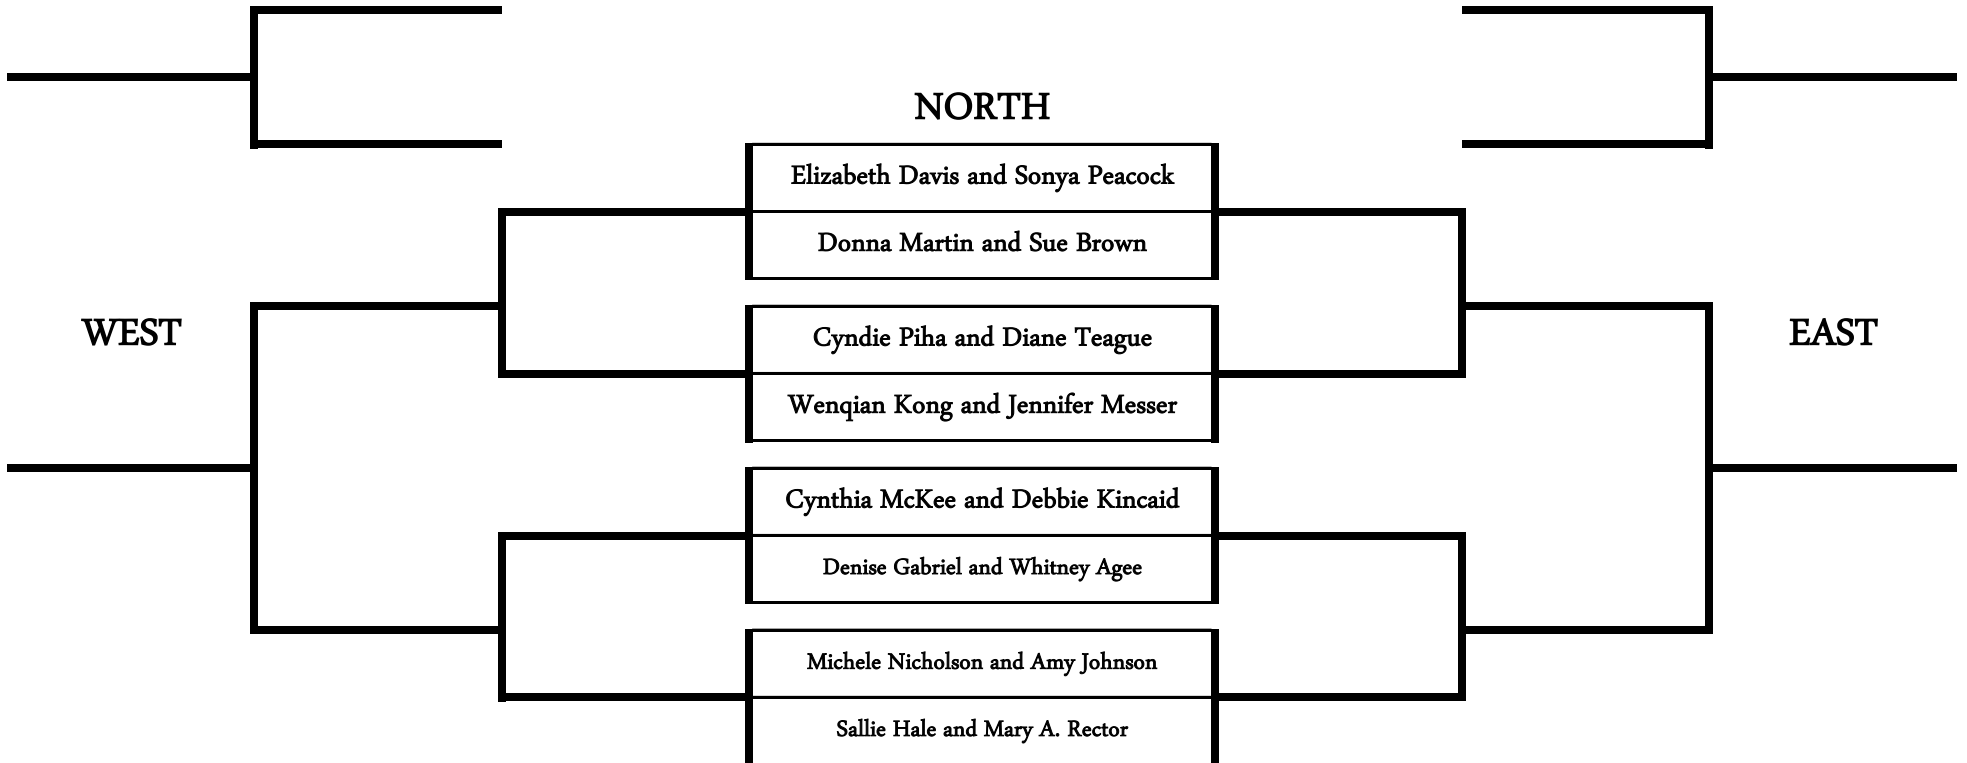 NORTH
Elizabeth Davis and Sonya Peacock
Donna Martin and Sue Brown
WEST
Cyndie Piha and Diane Teague
EAST
Wenqian Kong and Jennifer Messer
Cynthia McKee and Debbie Kincaid
Denise Gabriel and Whitney Agee
Michele Nicholson and Amy Johnson
Sallie Hale and Mary A. Rector